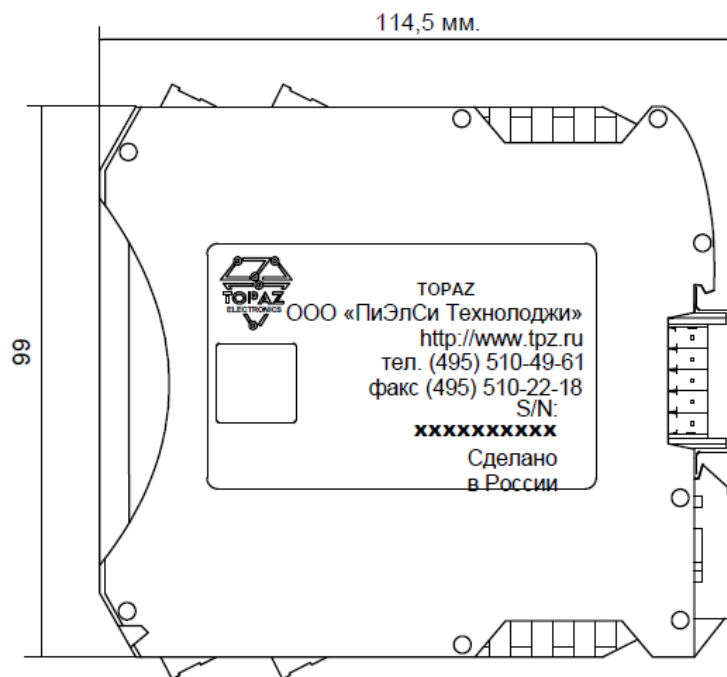 114,5 мм.
99
TOPAZ
ELECTRONICS
TOPAZ
ООО «ПиЭлСи Технолоджи»
http://www.tpz.ru
тел. (495) 510-49-61
факс (495) 510-22-18
S/N:
xxxxxxxxxx
Сделано
в России